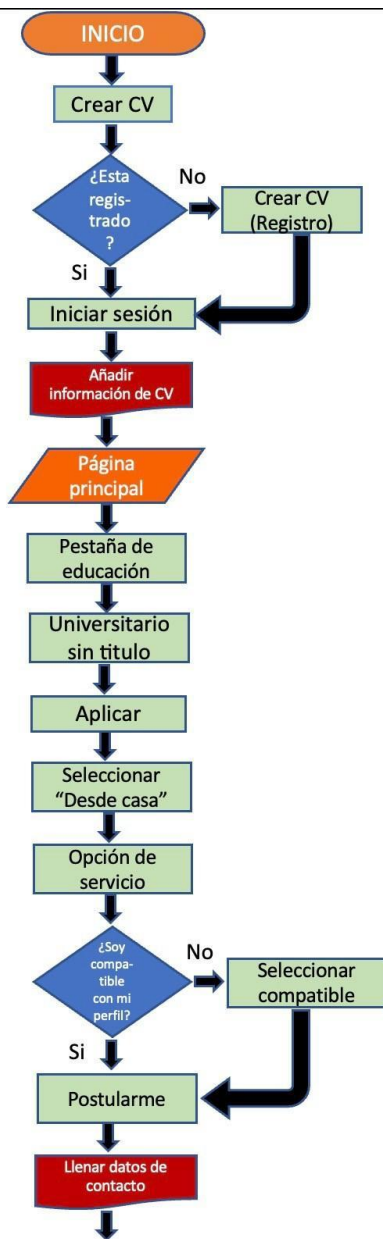 INICIO
Crear CV
¿Esta
regis-
trado
?
No
Crear CV
(Registro)
Si
Iniciar sesión
Añadir
información de CV
Página
principal
Pestaña de
educación
Universitario
sin titulo
Aplicar
Seleccionar
“Desde casa”
Opción de
servicio
¿Soy
compa-
tible
con mi
perfil?
No
Seleccionar
compatible
Si
Postularme
Llenar datos de
contacto